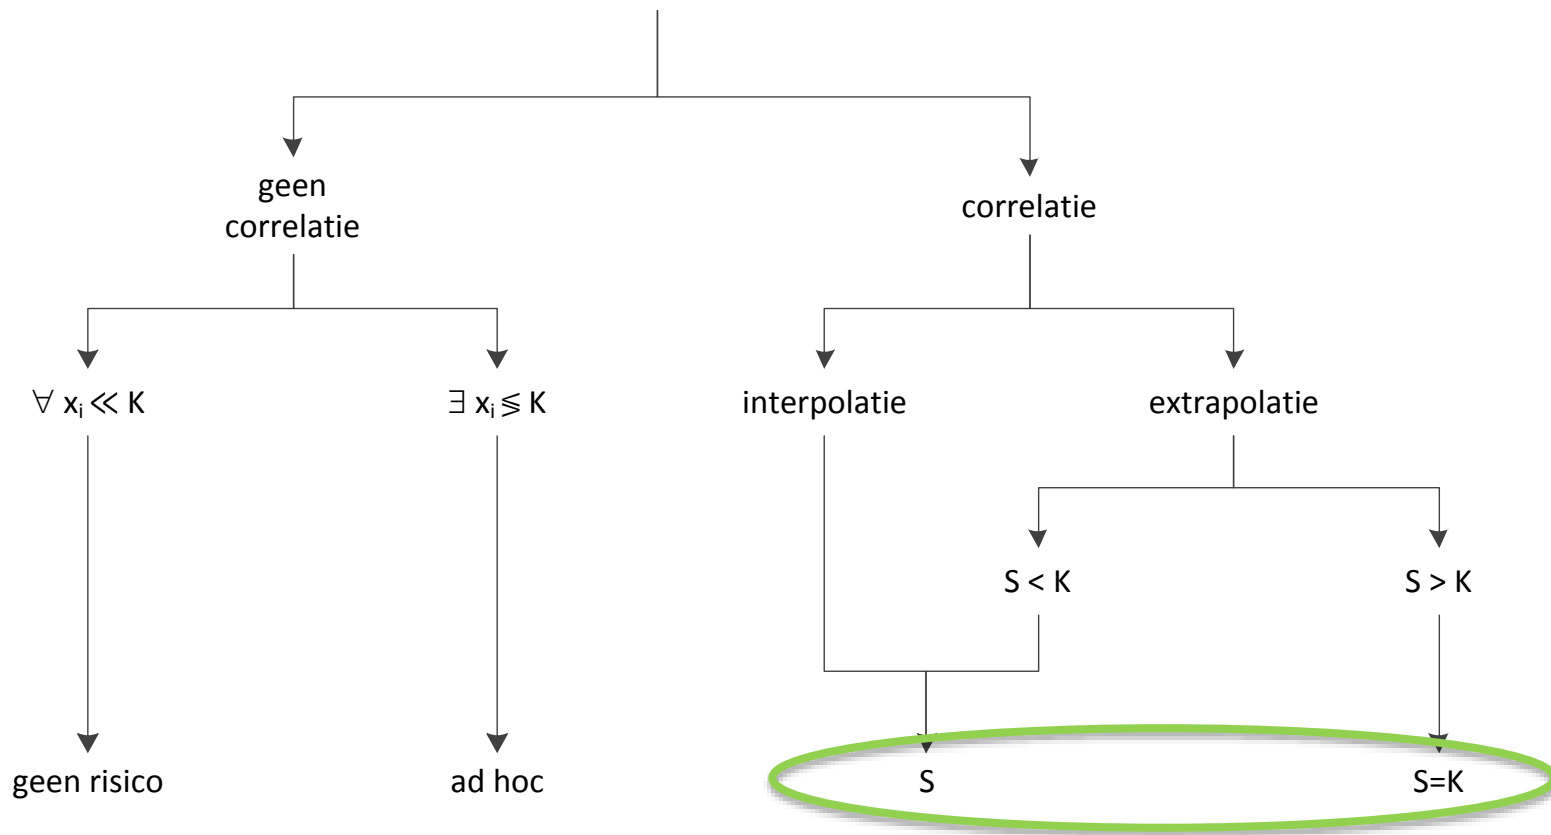 geen
correlatie
correlatie
∀ xᵢ ≪ K
∃ xᵢ ⪋ K
interpolatie
extrapolatie
S < K
S > K
geen risico
ad hoc
S
S=K